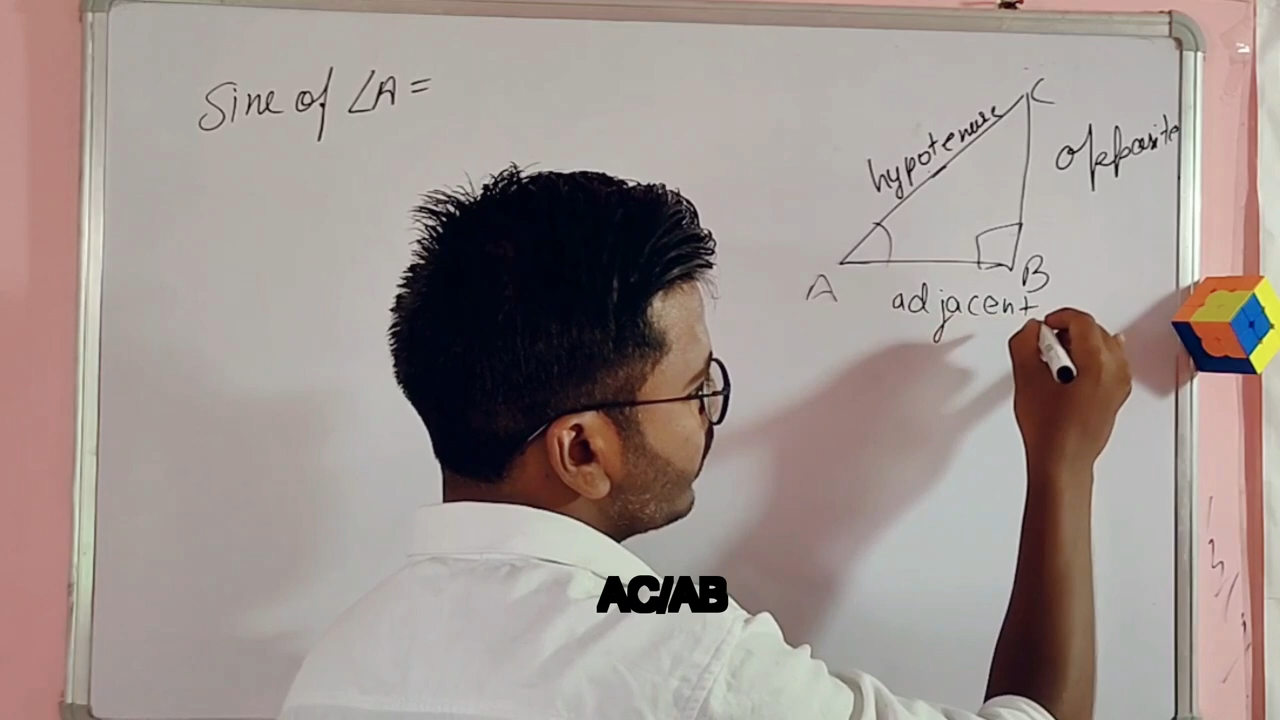 Sine of ∠A =
C
hypotenuse
opposite
A
B
adjacent
AC/AB